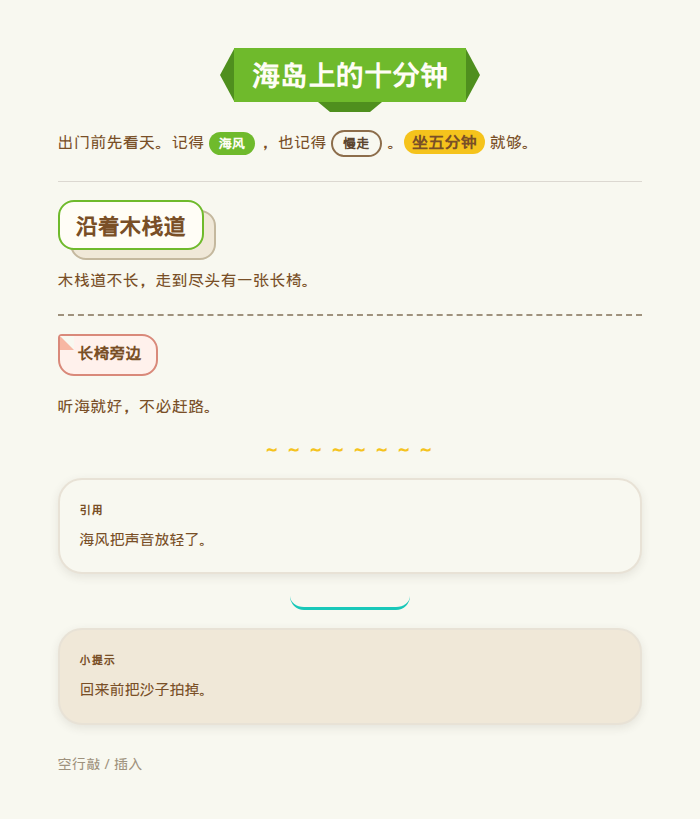 海岛上的十分钟
出门前先看天。记得 海风 ，也记得 慢走 。 坐五分钟 就够。
沿着木栈道
木栈道不长，走到尽头有一张长椅。
长椅旁边
听海就好，不必赶路。
~ ~ ~ ~ ~ ~ ~ ~
引用
海风把声音放轻了。
小提示
回来前把沙子拍掉。
空行敲 / 插入